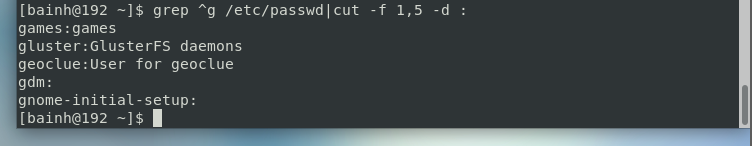 [bainh@192 ~]$ grep ^g /etc/passwd|cut -f 1,5 -d :
games:games
gluster:GlusterFS daemons
geoclue:User for geoclue
gdm:
gnome-initial-setup:
[bainh@192 ~]$